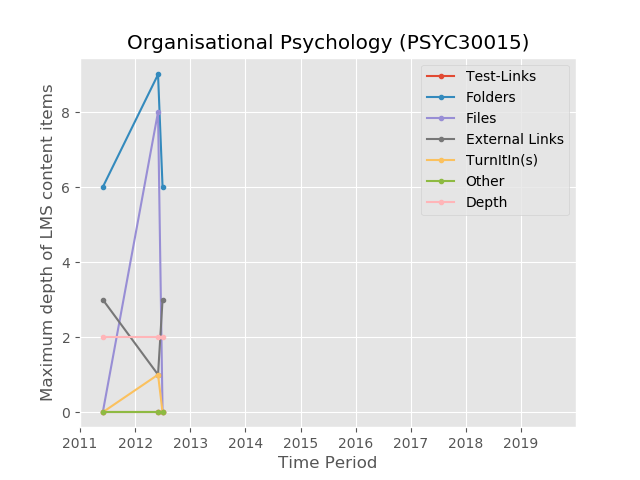 Organisational Psychology (PSYC30015)
Maximum depth of LMS content items
8
6
4
2
0
Test-Links
Folders
Files
External Links
TurnItIn(s)
Other
Depth
2011 2012 2013 2014 2015 2016 2017 2018 2019
Time Period